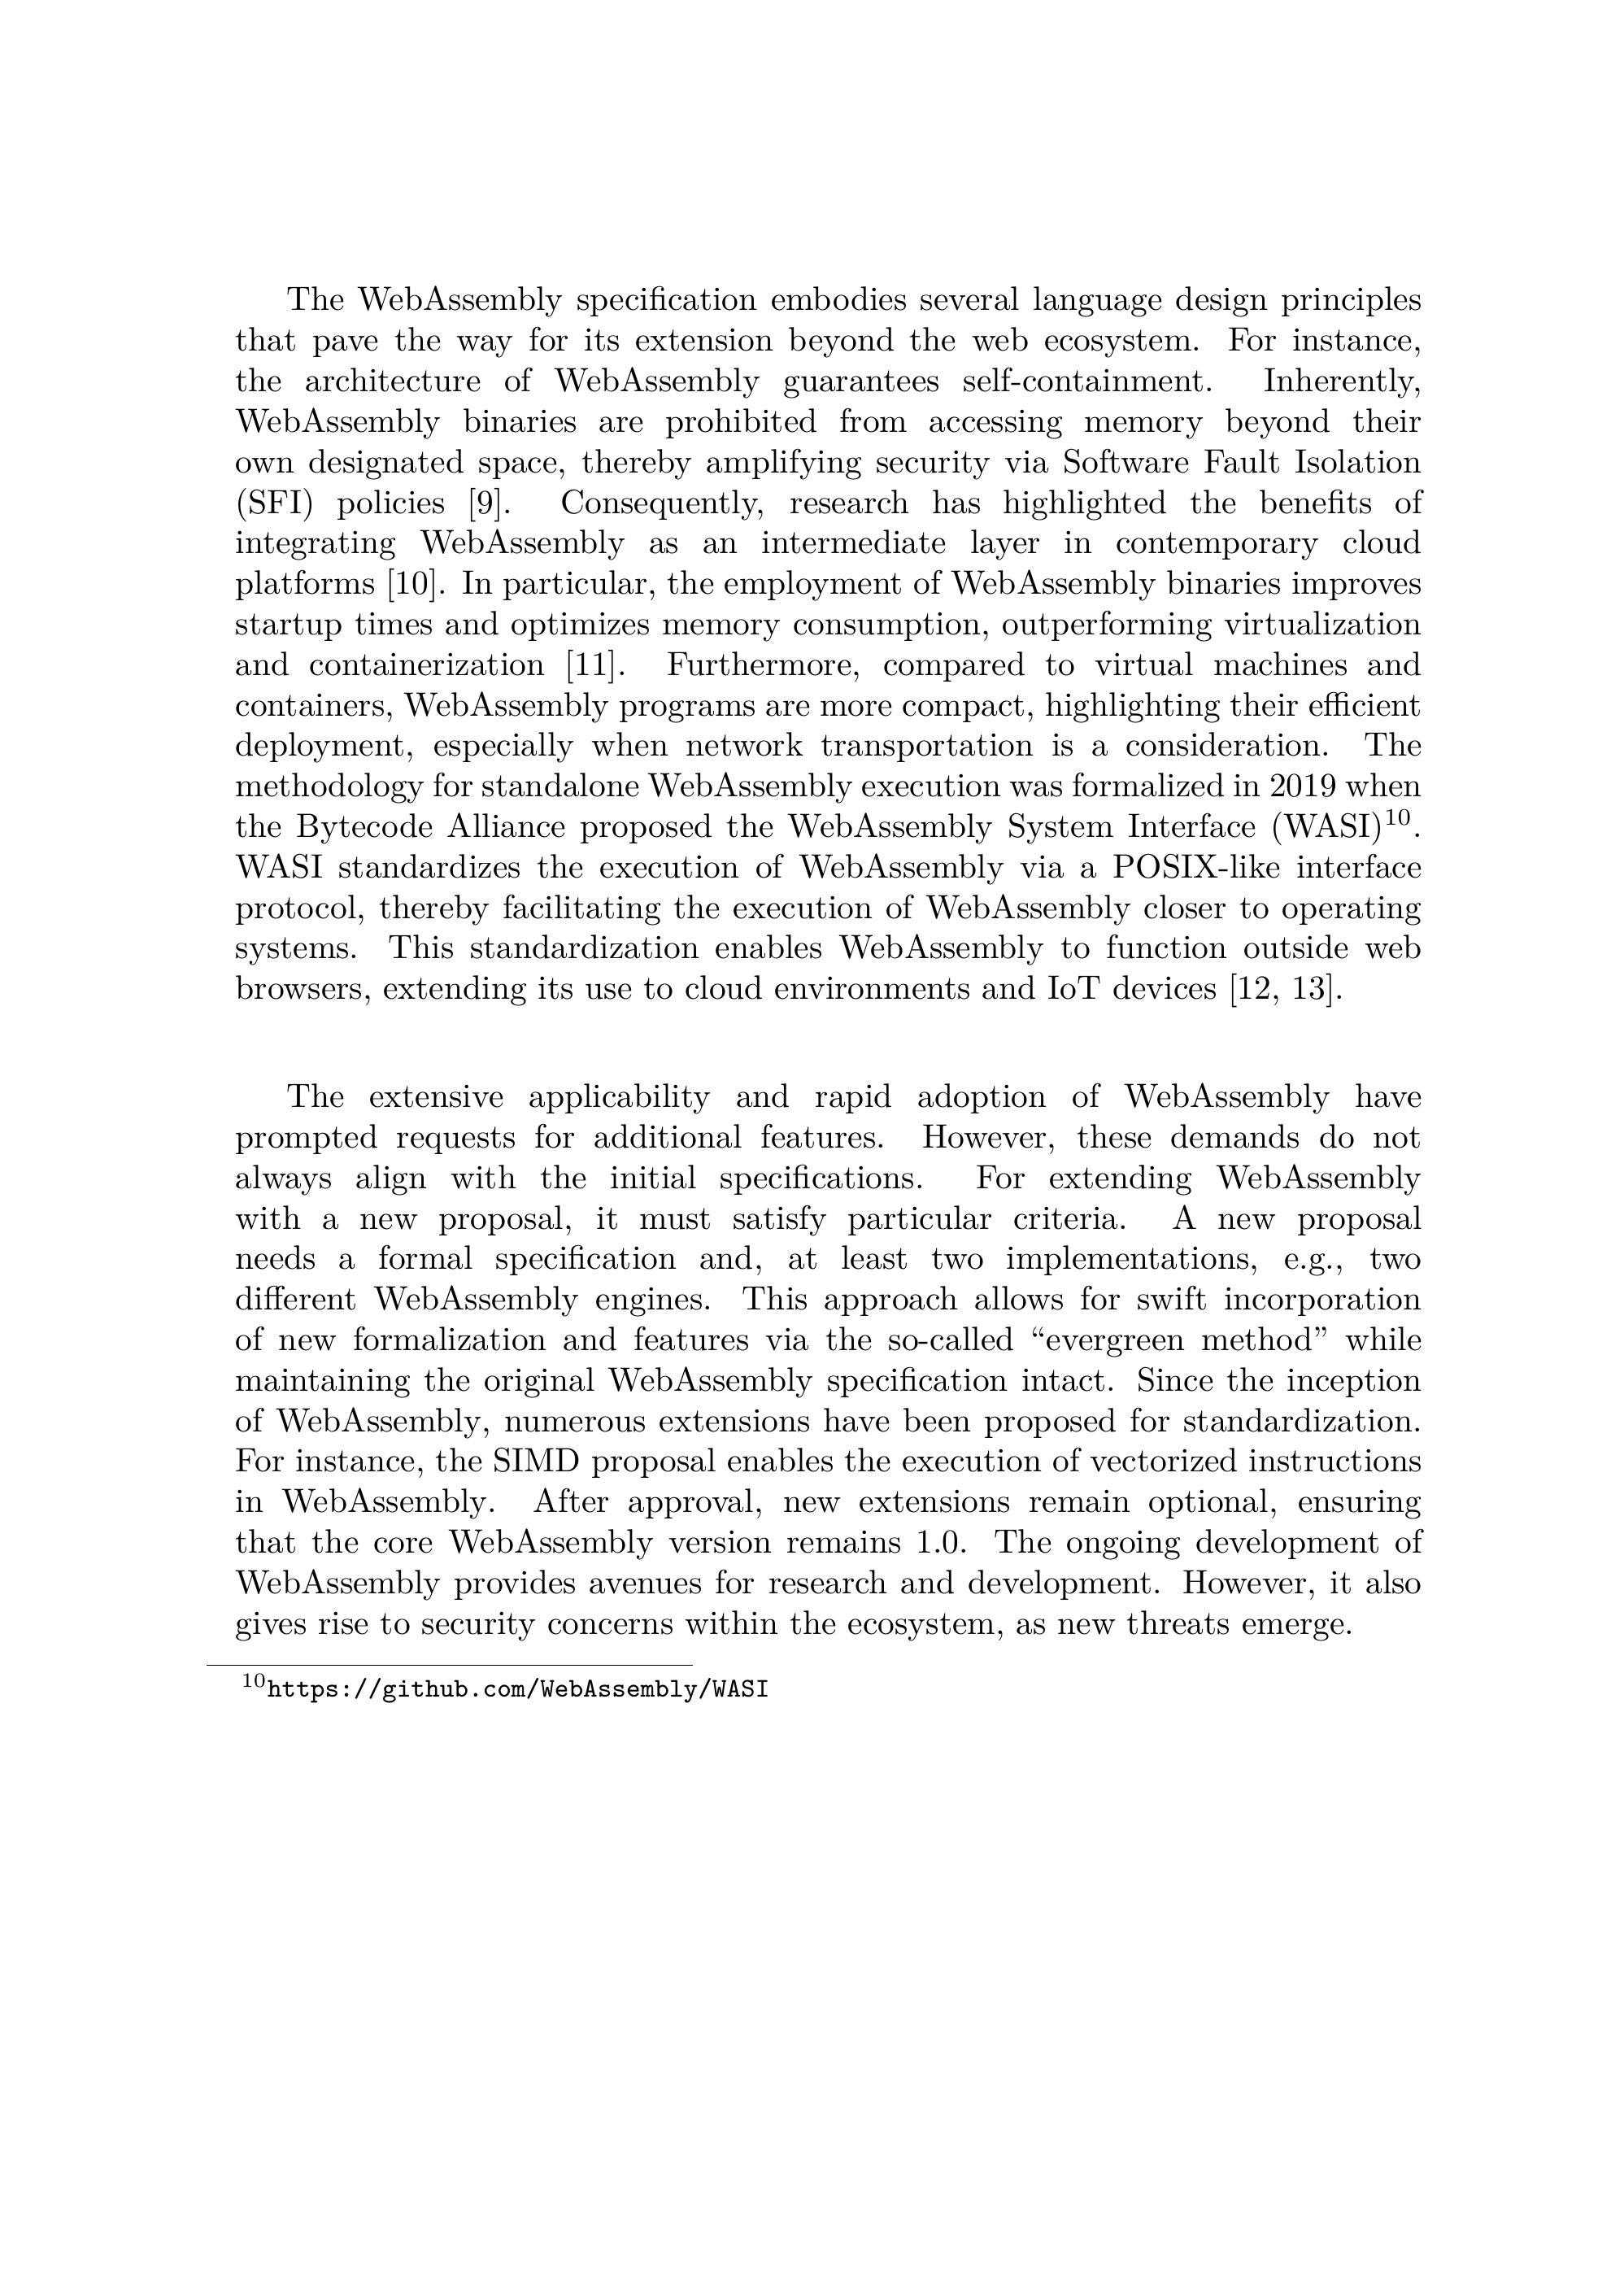 The WebAssembly specification embodies several language design principles
that pave the way for its extension beyond the web ecosystem. For instance,
the architecture of WebAssembly guarantees self-containment. Inherently,
WebAssembly binaries are prohibited from accessing memory beyond their
own designated space, thereby amplifying security via Software Fault Isolation
(SFI) policies [9]. Consequently, research has highlighted the benefits of
integrating WebAssembly as an intermediate layer in contemporary cloud
platforms [10]. In particular, the employment of WebAssembly binaries improves
startup times and optimizes memory consumption, outperforming virtualization
and containerization [11]. Furthermore, compared to virtual machines and
containers, WebAssembly programs are more compact, highlighting their efficient
deployment, especially when network transportation is a consideration. The
methodology for standalone WebAssembly execution was formalized in 2019 when
the Bytecode Alliance proposed the WebAssembly System Interface (WASI)¹⁰.
WASI standardizes the execution of WebAssembly via a POSIX-like interface
protocol, thereby facilitating the execution of WebAssembly closer to operating
systems. This standardization enables WebAssembly to function outside web
browsers, extending its use to cloud environments and IoT devices [12, 13].
The extensive applicability and rapid adoption of WebAssembly have
prompted requests for additional features. However, these demands do not
always align with the initial specifications. For extending WebAssembly
with a new proposal, it must satisfy particular criteria. A new proposal
needs a formal specification and, at least two implementations, e.g., two
different WebAssembly engines. This approach allows for swift incorporation
of new formalization and features via the so-called “evergreen method” while
maintaining the original WebAssembly specification intact. Since the inception
of WebAssembly, numerous extensions have been proposed for standardization.
For instance, the SIMD proposal enables the execution of vectorized instructions
in WebAssembly. After approval, new extensions remain optional, ensuring
that the core WebAssembly version remains 1.0. The ongoing development of
WebAssembly provides avenues for research and development. However, it also
gives rise to security concerns within the ecosystem, as new threats emerge.
¹⁰https://github.com/WebAssembly/WASI